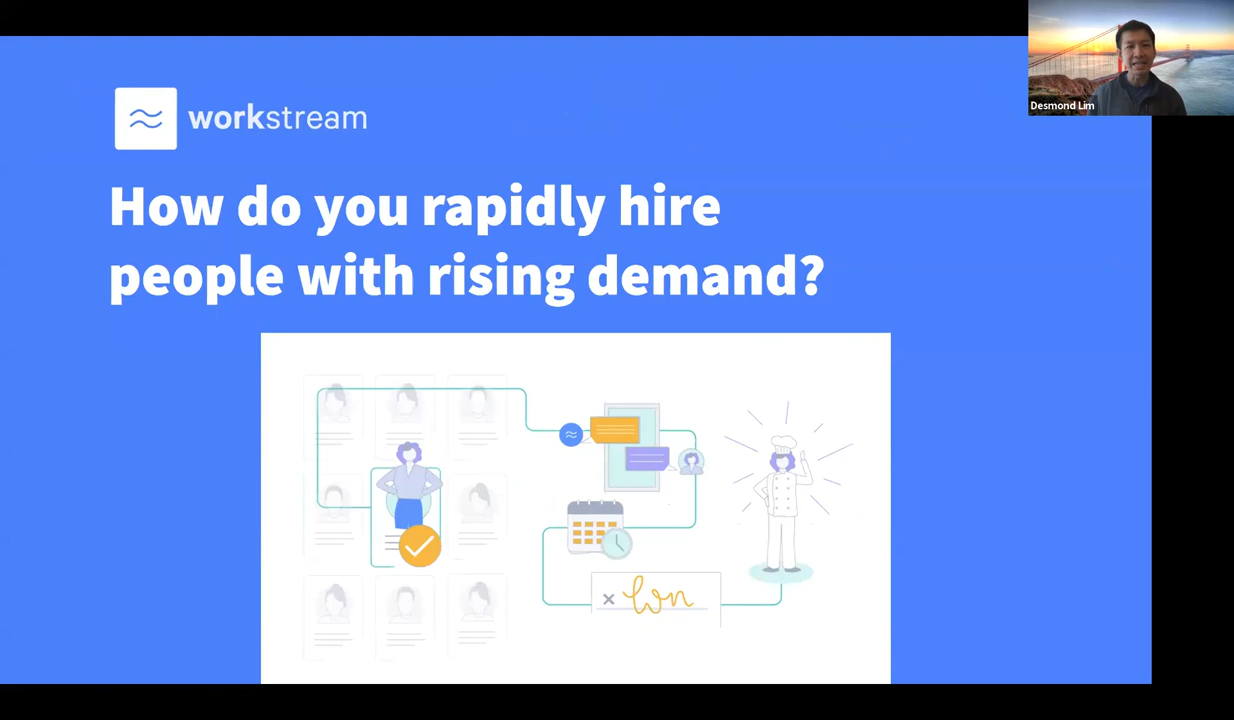 workstream
How do you rapidly hire
people with rising demand?
Desmond Lim